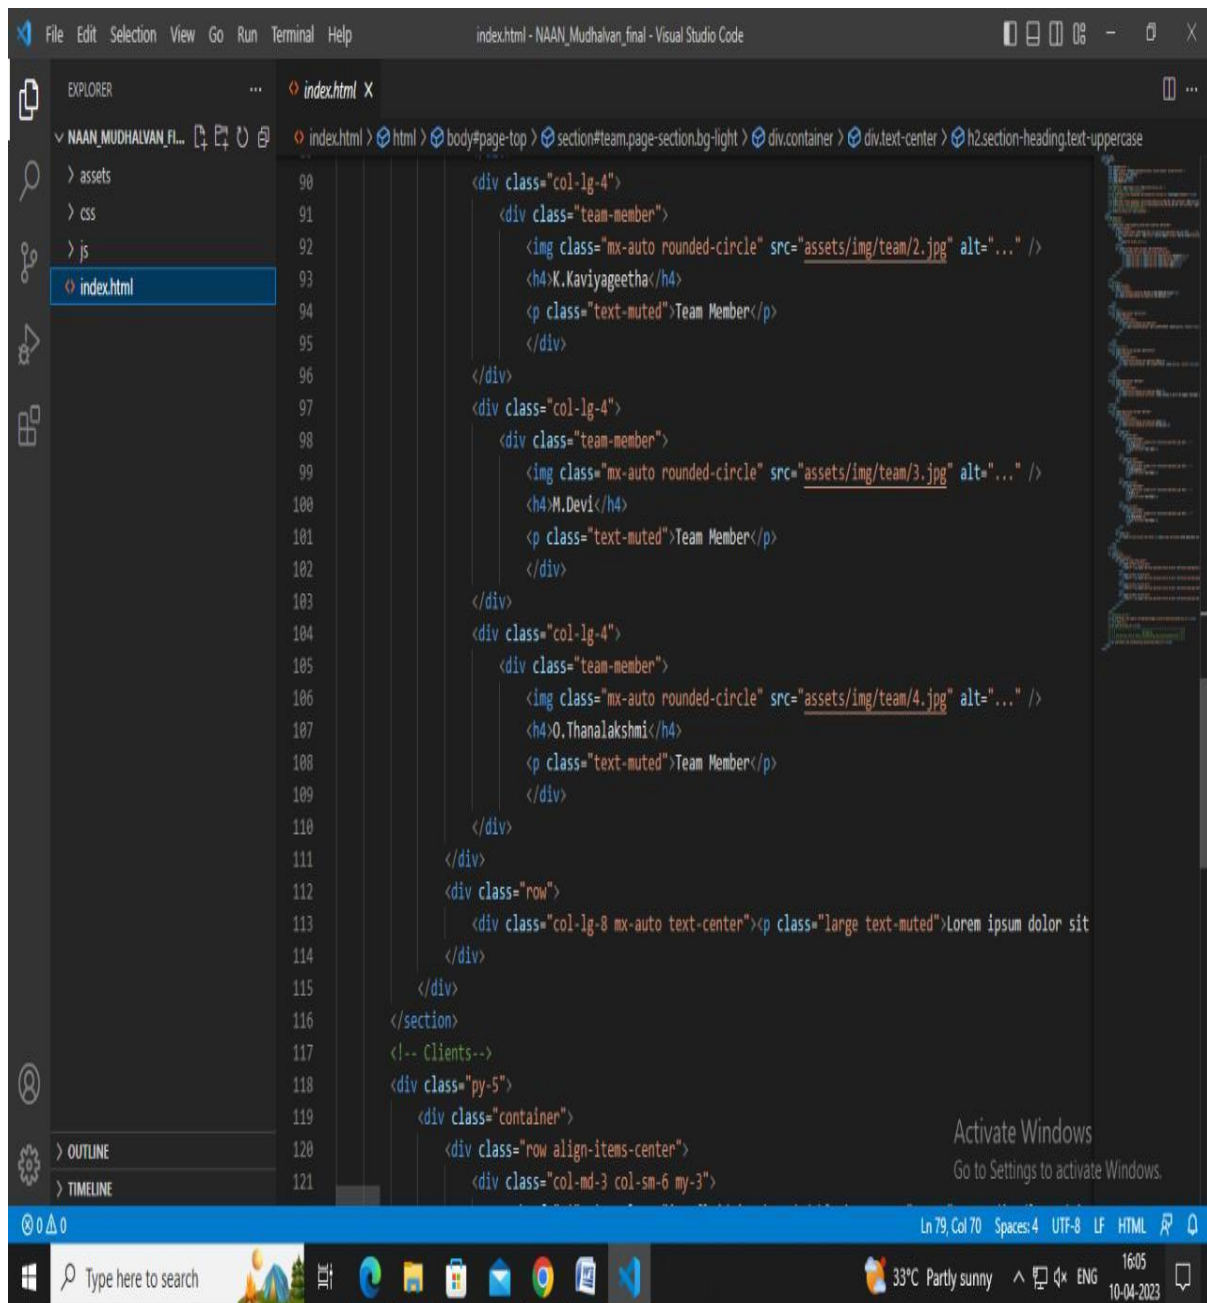 File Edit Selection View Go Run Terminal Help index.html - NAAN_Mudhalvan_final - Visual Studio Code
EXPLORER ...
index.html X ...
NAAN_MUDHALVAN_FI...
index.html > html > body#page-top > section#team.page-section.bg-light > div.container > div.text-center > h2.section-heading.text-uppercase
> assets
> css
> js
index.html
90 <div class="col-lg-4">
91 <div class="team-member">
92 <img class="mx-auto rounded-circle" src="assets/img/team/2.jpg" alt="..." />
93 <h4>K.Kaviyageetha</h4>
94 <p class="text-muted">Team Member</p>
95 </div>
96 </div>
97 <div class="col-lg-4">
98 <div class="team-member">
99 <img class="mx-auto rounded-circle" src="assets/img/team/3.jpg" alt="..." />
100 <h4>M.Devi</h4>
101 <p class="text-muted">Team Member</p>
102 </div>
103 </div>
104 <div class="col-lg-4">
105 <div class="team-member">
106 <img class="mx-auto rounded-circle" src="assets/img/team/4.jpg" alt="..." />
107 <h4>O.Thanalakshmi</h4>
108 <p class="text-muted">Team Member</p>
109 </div>
110 </div>
111 </div>
112 <div class="row">
113 <div class="col-lg-8 mx-auto text-center"><p class="large text-muted">Lorem ipsum dolor sit
114 </div>
115 </div>
116 </section>
117 <!-- Clients-->
118 <div class="py-5">
119 <div class="container">
120 <div class="row align-items-center">
121 <div class="col-md-3 col-sm-6 my-3">
> OUTLINE
> TIMELINE
Activate Windows
Go to Settings to activate Windows.
0 0 Ln 79, Col 70 Spaces: 4 UTF-8 LF HTML
Type here to search 33°C Partly sunny ENG 16:05
10-04-2023